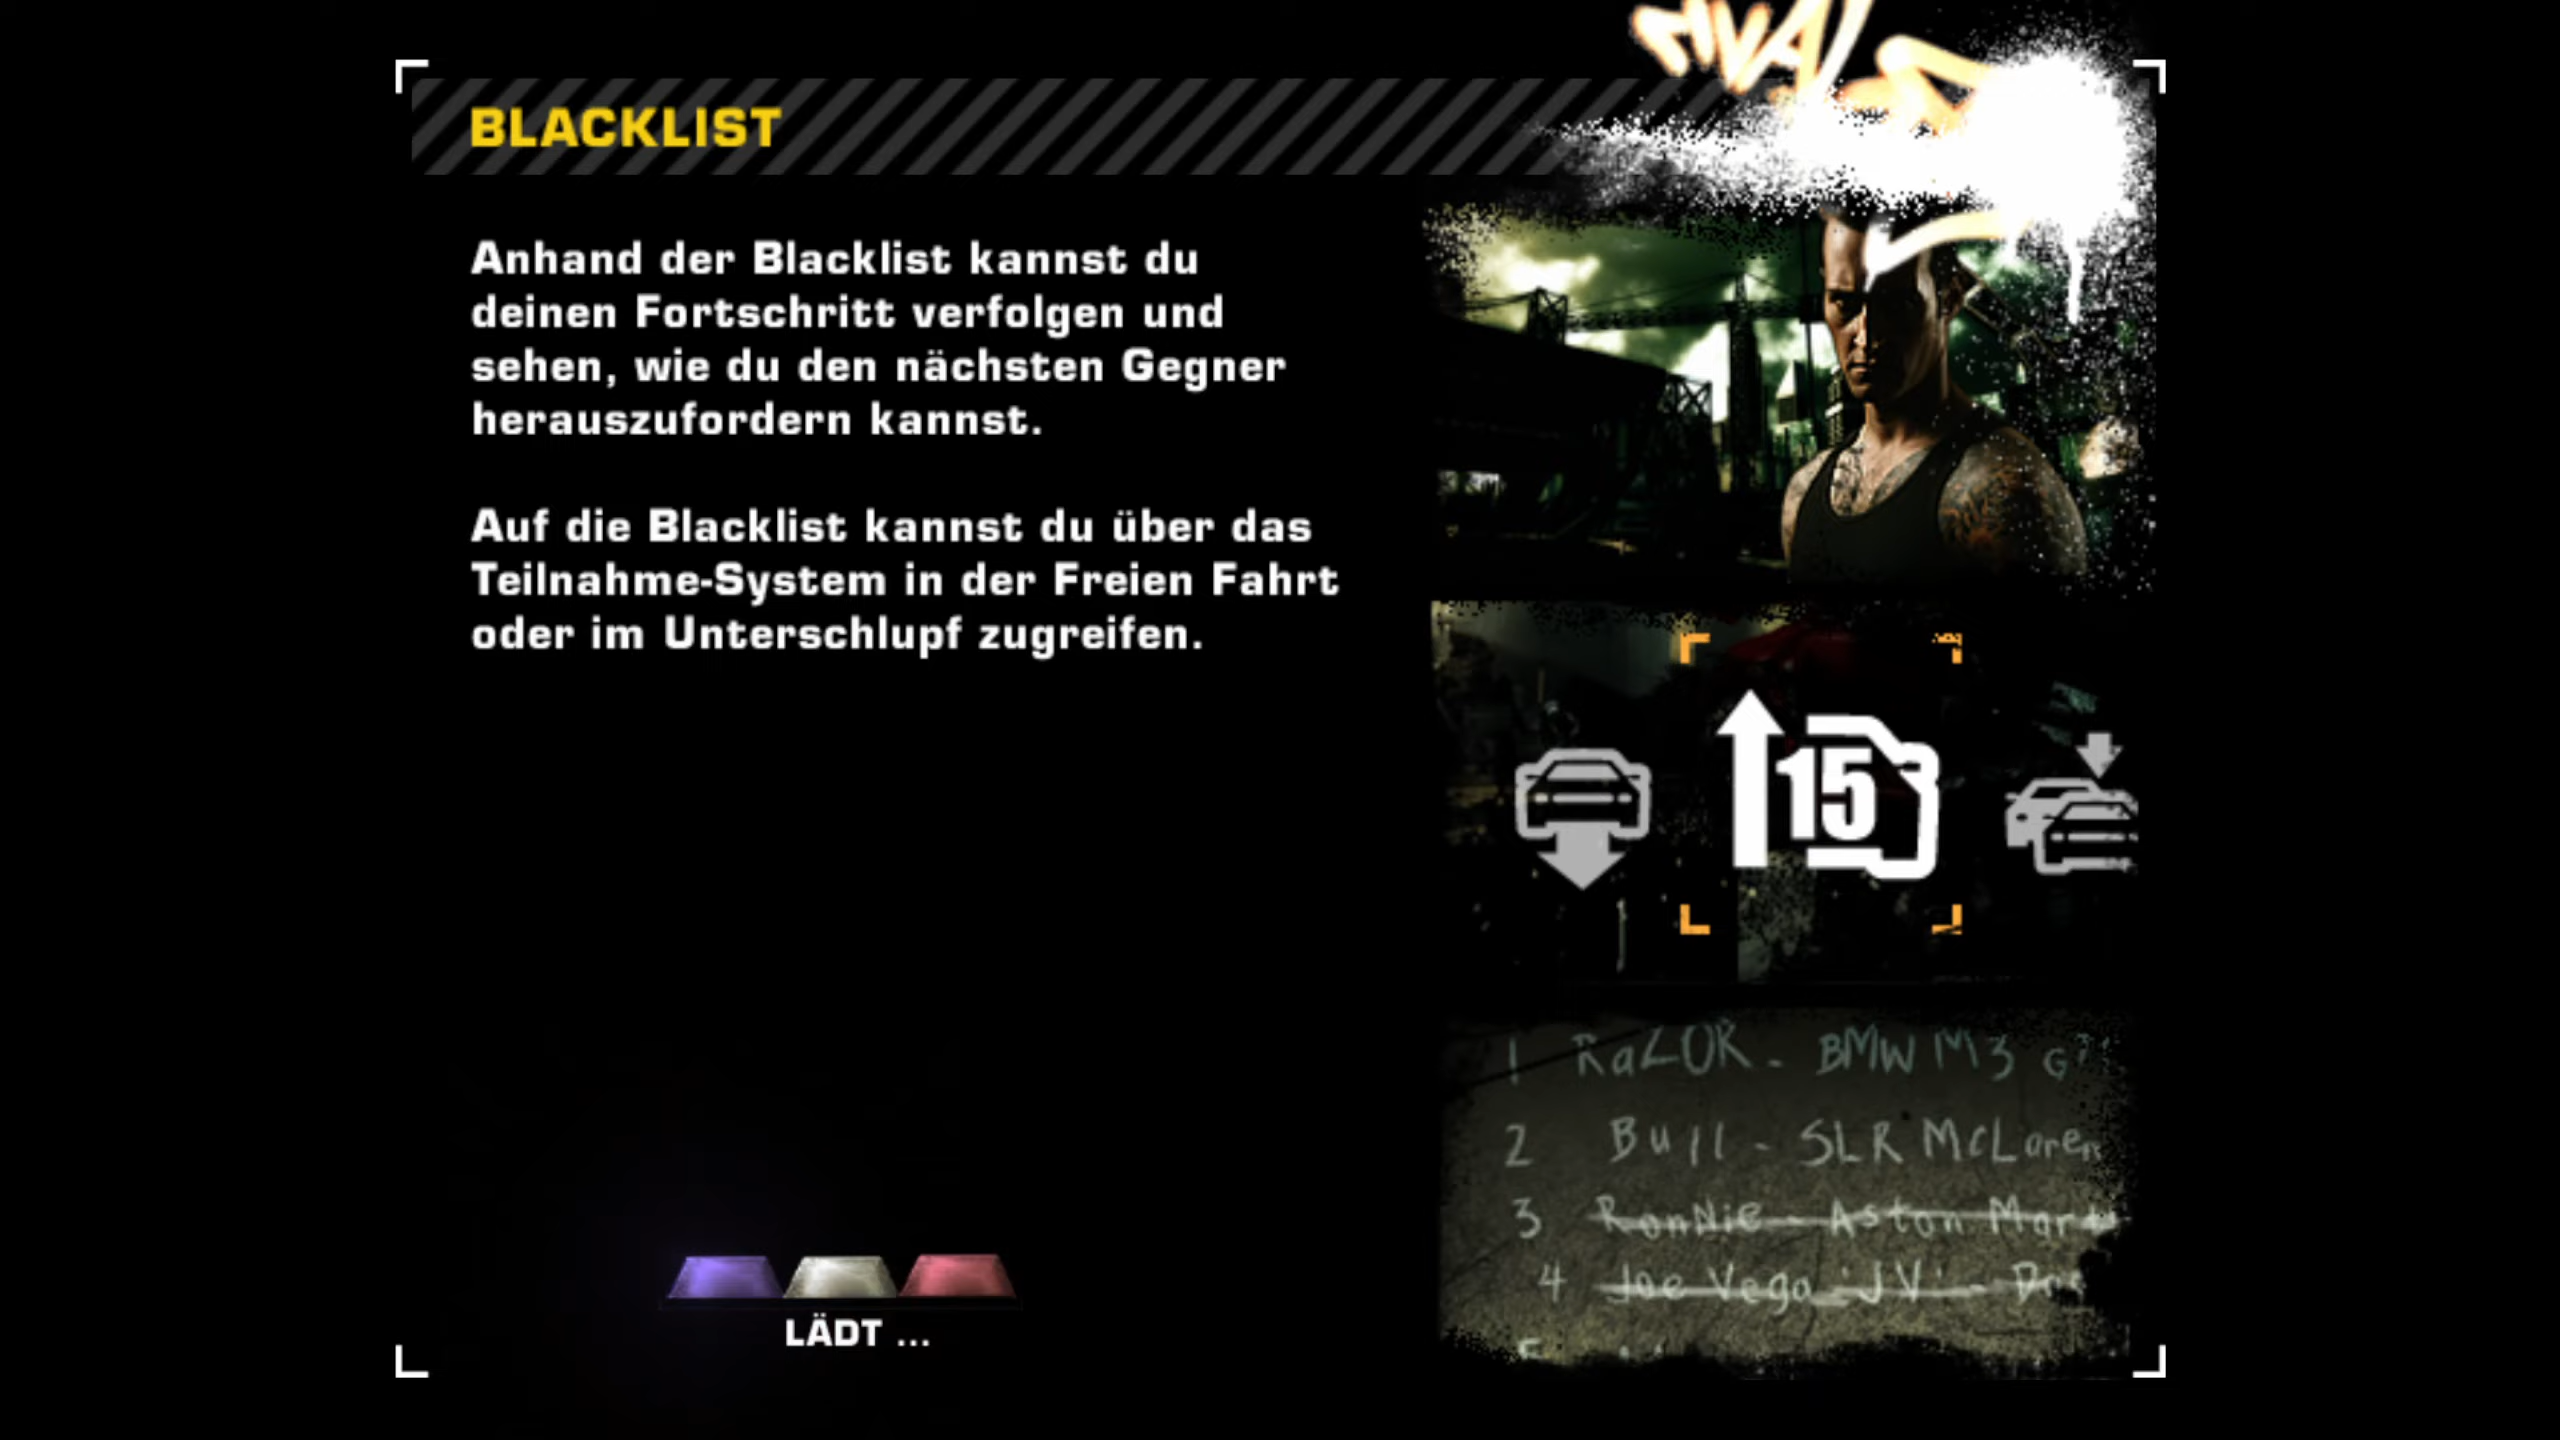 BLACKLIST
Anhand der Blacklist kannst du
deinen Fortschritt verfolgen und
sehen, wie du den nächsten Gegner
herauszufordern kannst.
Auf die Blacklist kannst du über das
Teilnahme-System in der Freien Fahrt
oder im Unterschlupf zugreifen.
15
1 RaZOR - BMW M3
2 Bull - SLR McLaren
3 RonNie - Aston
4 Joe Vega 'JV' -
LÄDT ...